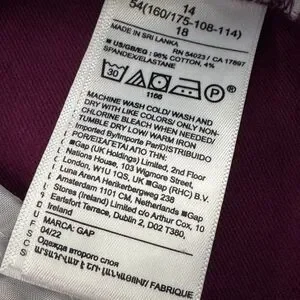 14
54(160/175-108-114)
18
MADE IN SRI LANKA
RN 54023 / CA 17897
■ US/GB/EG : 96% COTTON, 4%
SPANDEX/ELASTANE
30
P
1166
MACHINE WASH COLD/ WASH AND
DRY WITH LIKE COLORS/ ONLY NON-
CHLORINE BLEACH WHEN NEEDED/
TUMBLE DRY LOW/ WARM IRON
Imported By/Importé Par/DISTRIBUIDO
POR/ΕΙΣΑΓΕΤΑΙ ΑΠΟ ΤΗΝ:
■Gap (UK Holdings) Limited, 2nd Floor
Nations House, 103 Wigmore Street,
London, W1U 1QS, UK ■Gap (RHC) B.V.
Luna Arena Herikerbergweg 238
Amsterdam 1101 CM, Netherlands ■Gap
Stores (Ireland) Limited c/o Arthur Cox, 10
Earlsfort Terrace, Dublin 2, D02 T380,
Ireland
MARCA: GAP
04/22
Одежда второго слоя
FABRIQUE